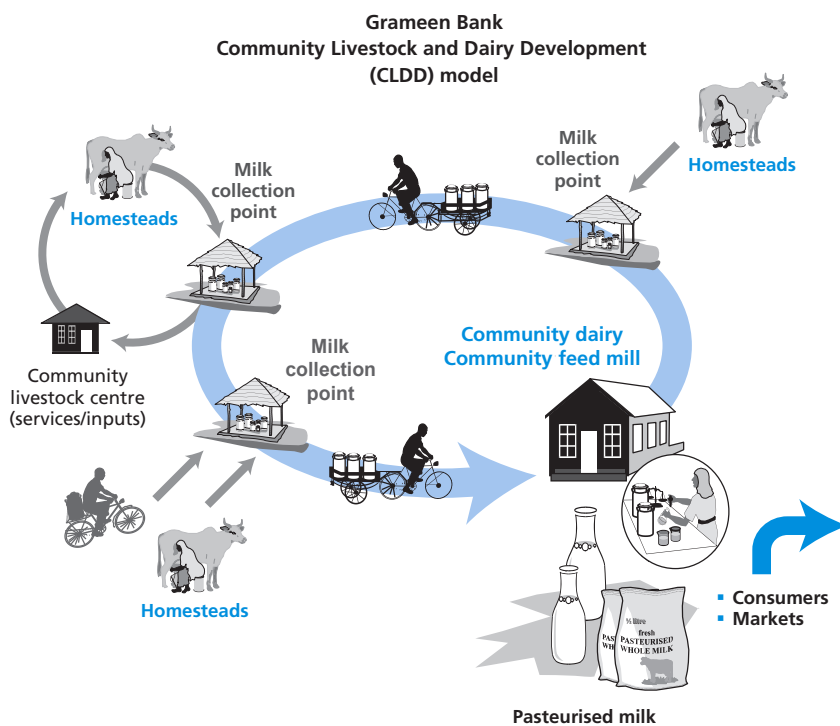 Grameen Bank
Community Livestock and Dairy Development
(CLDD) model
Homesteads
Milk
collection
point
Milk
collection
point
Homesteads
Community
livestock centre
(services/inputs)
Milk
collection
point
Community dairy
Community feed mill
Homesteads
½ litre
fresh
PASTEURISED
WHOLE MILK
PAS
WH
Consumers
Markets
Pasteurised milk